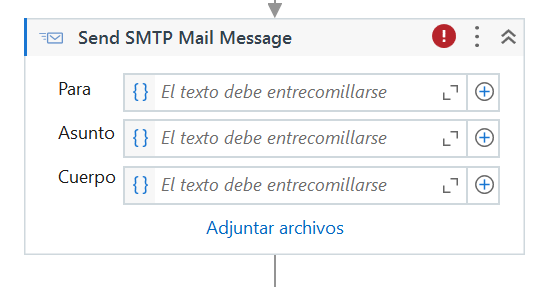 Send SMTP Mail Message
Para {} El texto debe entrecomillarse
Asunto {} El texto debe entrecomillarse
Cuerpo {} El texto debe entrecomillarse
Adjuntar archivos